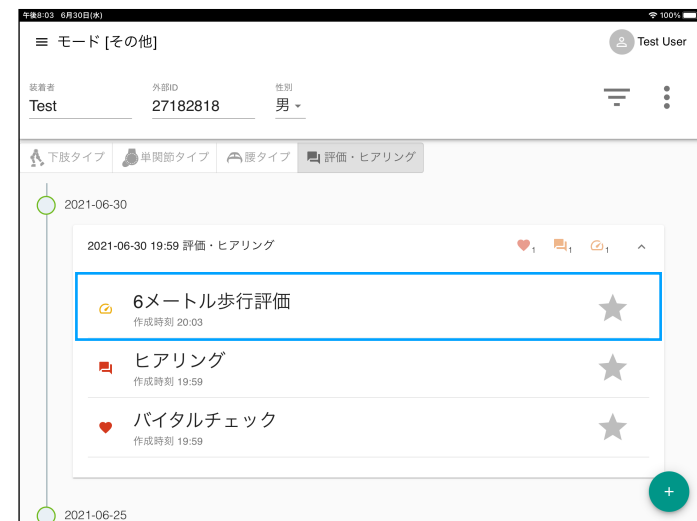 午後8:03 6月30日(水) 100%
モード [その他] Test User
装着者 外部ID 性別
Test 27182818 男
下肢タイプ 単関節タイプ 腰タイプ 評価・ヒアリング
2021-06-30
2021-06-30 19:59 評価・ヒアリング 1 1 1
6メートル歩行評価
作成時刻 20:03
ヒアリング
作成時刻 19:59
バイタルチェック
作成時刻 19:59
2021-06-25